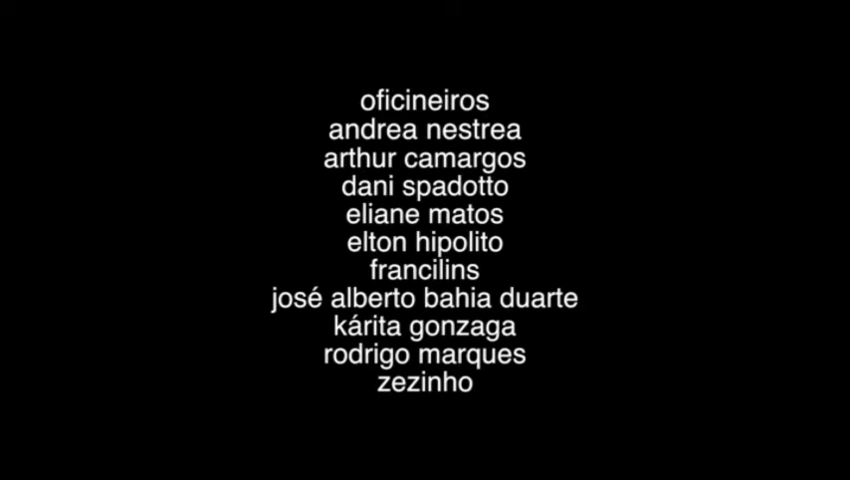 oficineiros
andrea nestrea
arthur camargos
dani spadotto
eliane matos
elton hipolito
francilins
josé alberto bahia duarte
kárita gonzaga
rodrigo marques
zezinho